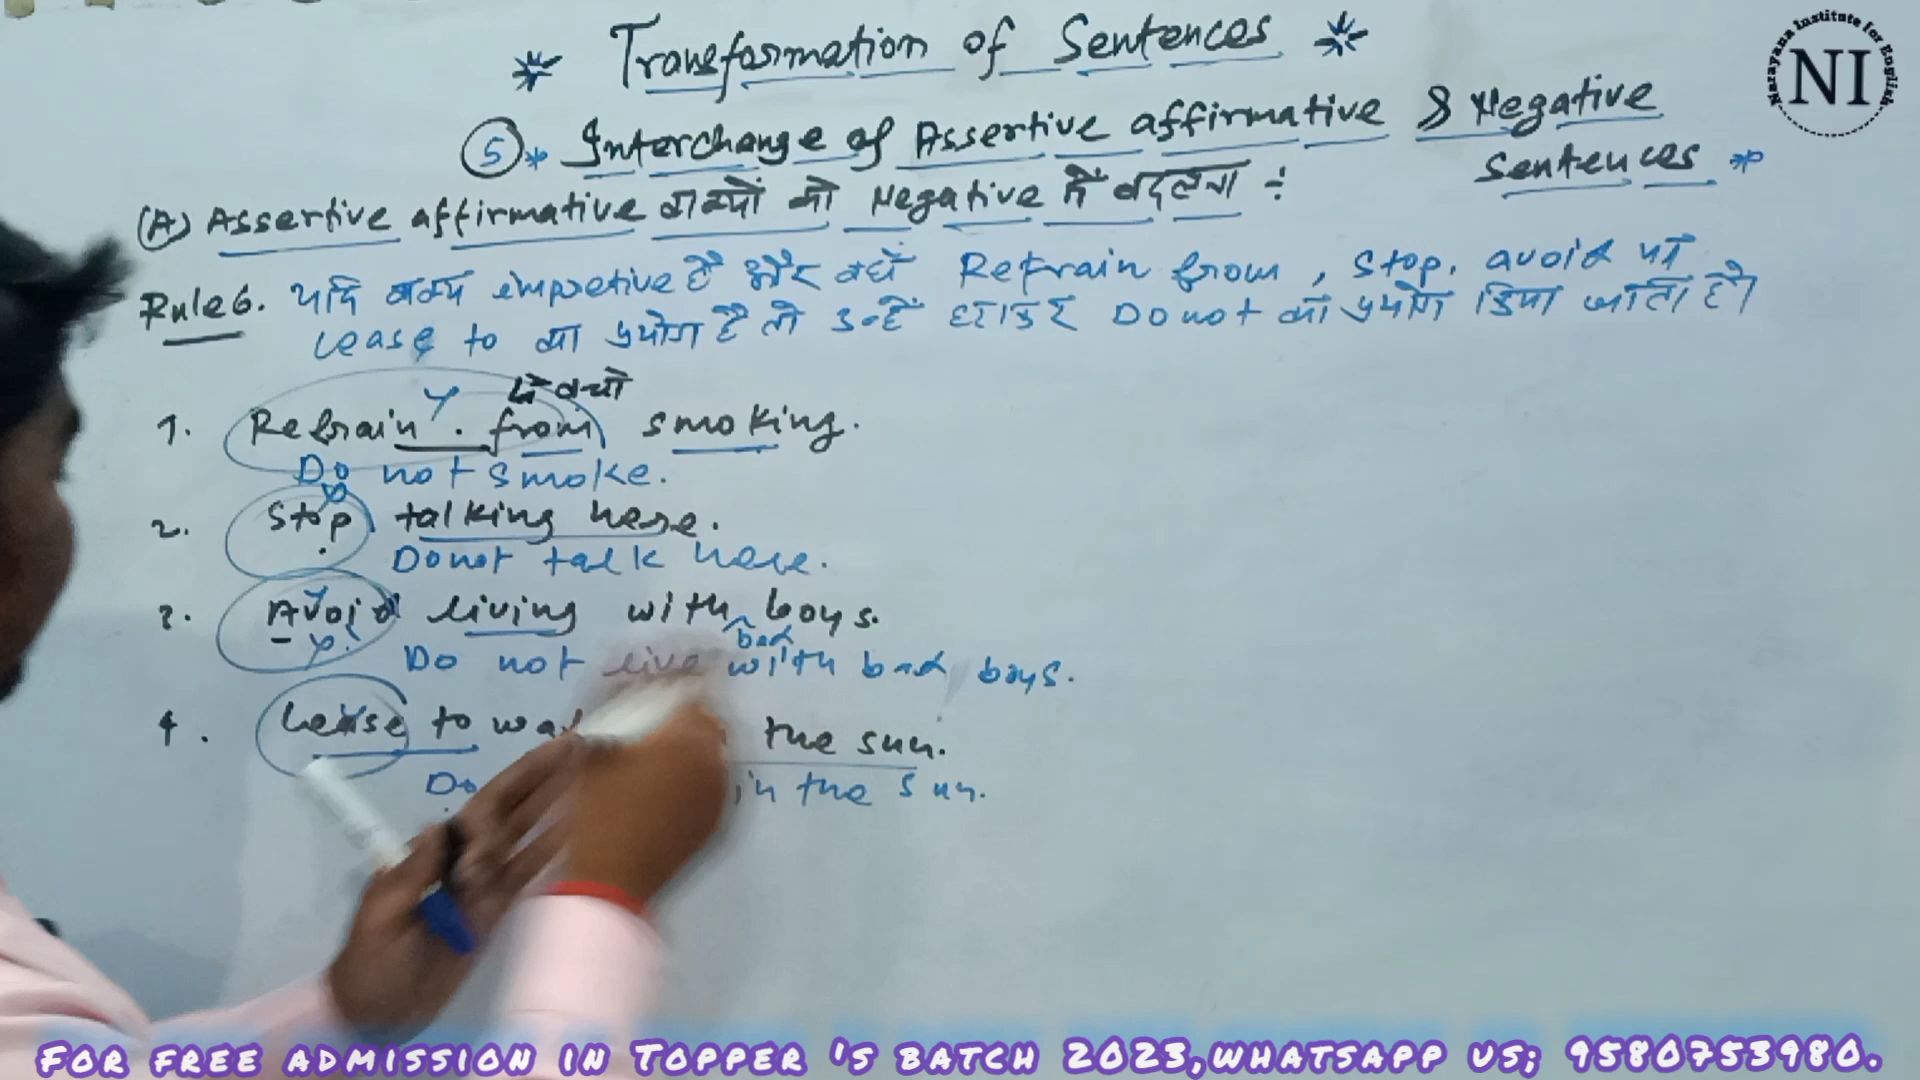 * Transformation of Sentences *
Narayana Institute for English
NI
5 * Interchange of Assertive affirmative & Negative
Sentences *
(A) Assertive affirmative वाक्यों को Negative में बदलना ÷
Rule 6. यदि वाक्य impretive है और वहाँ Refrain from, Stop, avoid या
Lease to का प्रयोग है तो उन्हें हटाकर Do not का प्रयोग किया जाता है।
1. Refrain from smoking.
Do not smoke.
2. Stop talking here.
Do not talk here.
3. Avoid living with boys.
bad
Do not live with bad boys.
4. Lease to the sun.
Do in the sun.
For free admission in Topper 's batch 2023,whatsapp us; 9580753980.